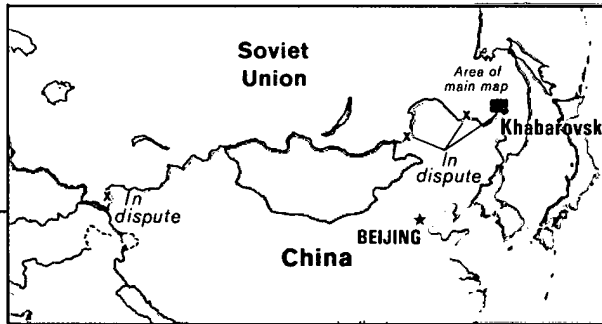 Soviet
Union
Area of
main map
Khabarovsk
x
x
In
dispute
x
In
dispute
BEIJING
China